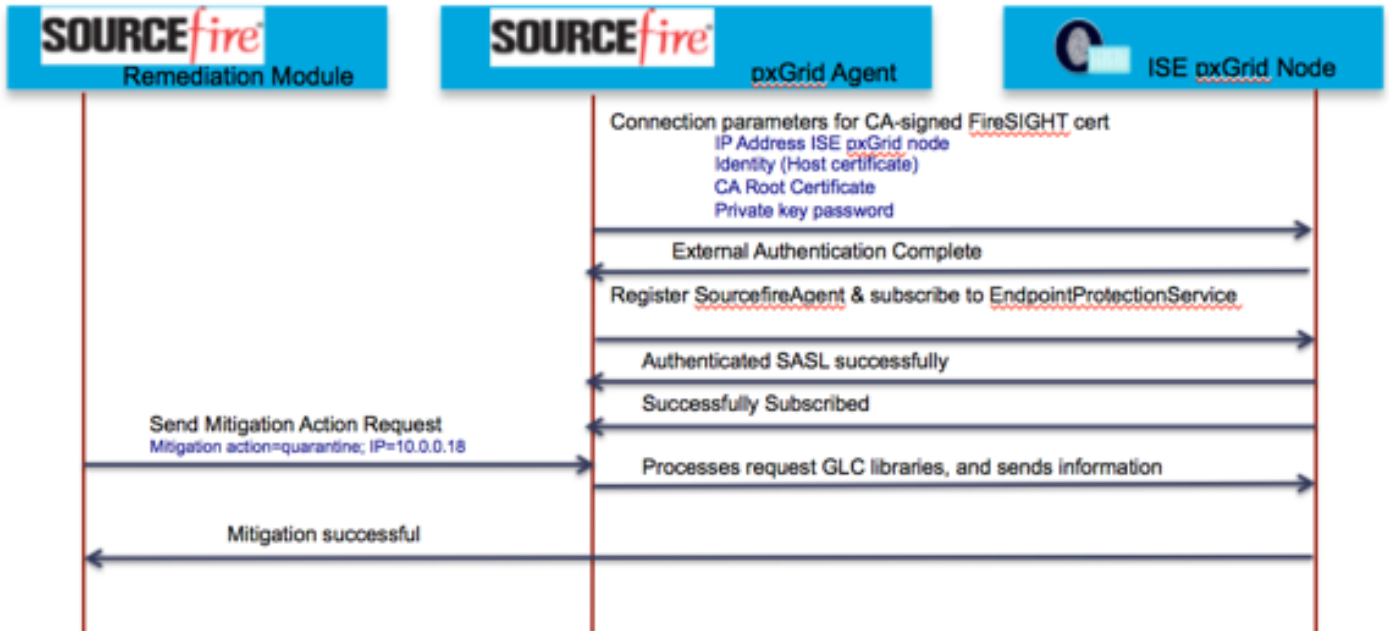 SOURCEfire
Remediation Module
SOURCEfire
pxGrid Agent
ISE pxGrid Node
Connection parameters for CA-signed FireSIGHT cert
IP Address ISE pxGrid node
Identity (Host certificate)
CA Root Certificate
Private key password
External Authentication Complete
Register SourcefireAgent & subscribe to EndpointProtectionService
Authenticated SASL successfully
Successfully Subscribed
Send Mitigation Action Request
Mitigation action=quarantine; IP=10.0.0.18
Processes request GLC libraries, and sends information
Mitigation successful